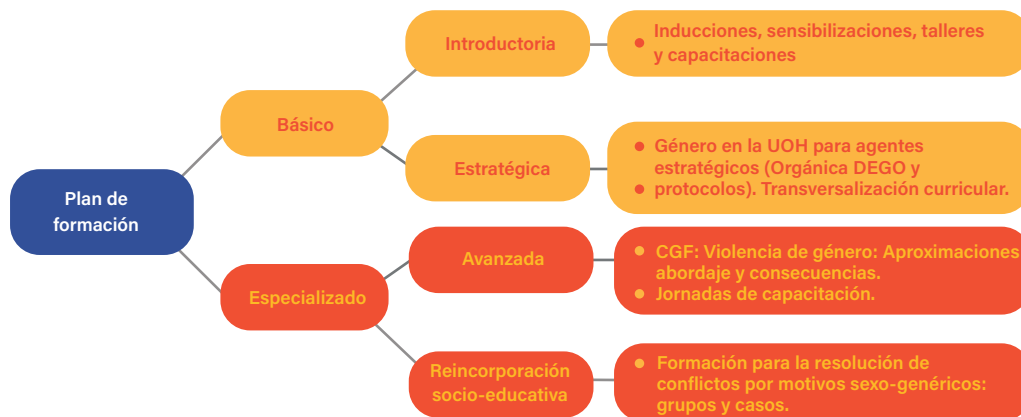 Plan de
formación
Básico
Introductoria
• Inducciones, sensibilizaciones, talleres
y capacitaciones
Estratégica
• Género en la UOH para agentes
estratégicos (Orgánica DEGO y
• protocolos). Transversalización curricular.
Especializado
Avanzada
• CGF: Violencia de género: Aproximaciones
abordaje y consecuencias.
• Jornadas de capacitación.
Reincorporación
socio-educativa
• Formación para la resolución de
conflictos por motivos sexo-genéricos:
grupos y casos.